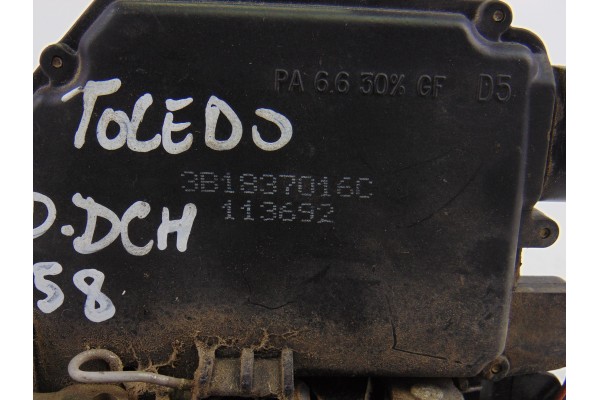 PA 6.6 30% GF D5
TOLEDO
3B1837016C
113692
D.DCH
58